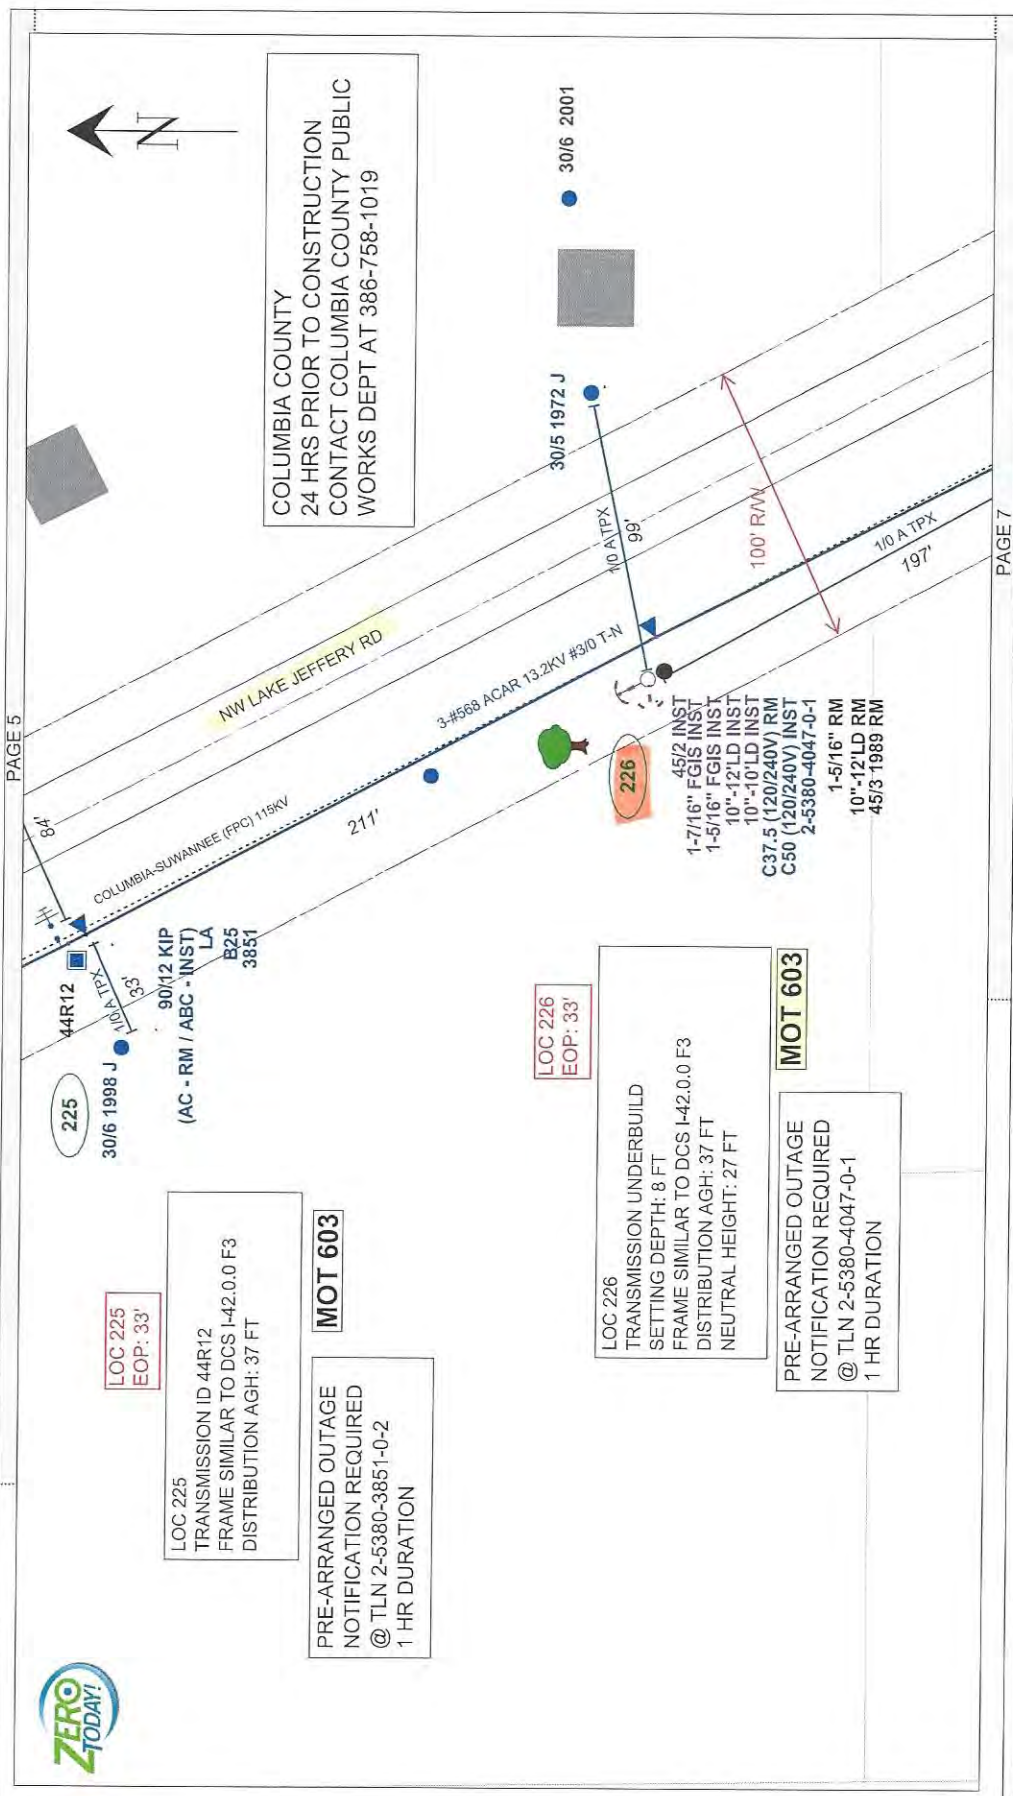 PAGE 5
ZERO
TODAY!
N
COLUMBIA COUNTY
24 HRS PRIOR TO CONSTRUCTION
CONTACT COLUMBIA COUNTY PUBLIC
WORKS DEPT AT 386-758-1019
84'
NW LAKE JEFFERY RD
COLUMBIA-SUWANNEE (FPC) 115KV
211'
3-#568 ACAR 13.2KV #3/0 T-N
44R12
1/0 A TPX
33'
225
30/6 1998 J
90/12 KIP
(AC - RM / ABC - INST)
LA
B25
3851
LOC 225
EOP: 33'
LOC 225
TRANSMISSION ID 44R12
FRAME SIMILAR TO DCS I-42.0.0 F3
DISTRIBUTION AGH: 37 FT
MOT 603
PRE-ARRANGED OUTAGE
NOTIFICATION REQUIRED
@ TLN 2-5380-3851-0-2
1 HR DURATION
30/6 2001
30/5 1972 J
1/0 A TPX
99'
100' R/W
1/0 A TPX
197'
226
45/2 INST
1-7/16" FGIS INST
1-5/16" FGIS INST
10"-12'LD INST
10"-10'LD INST
C37.5 (120/240V) RM
C50 (120/240V) INST
2-5380-4047-0-1
1-5/16" RM
10"-12'LD RM
45/3 1989 RM
LOC 226
EOP: 33'
LOC 226
TRANSMISSION UNDERBUILD
SETTING DEPTH: 8 FT
FRAME SIMILAR TO DCS I-42.0.0 F3
DISTRIBUTION AGH: 37 FT
NEUTRAL HEIGHT: 27 FT
MOT 603
PRE-ARRANGED OUTAGE
NOTIFICATION REQUIRED
@ TLN 2-5380-4047-0-1
1 HR DURATION
PAGE 7